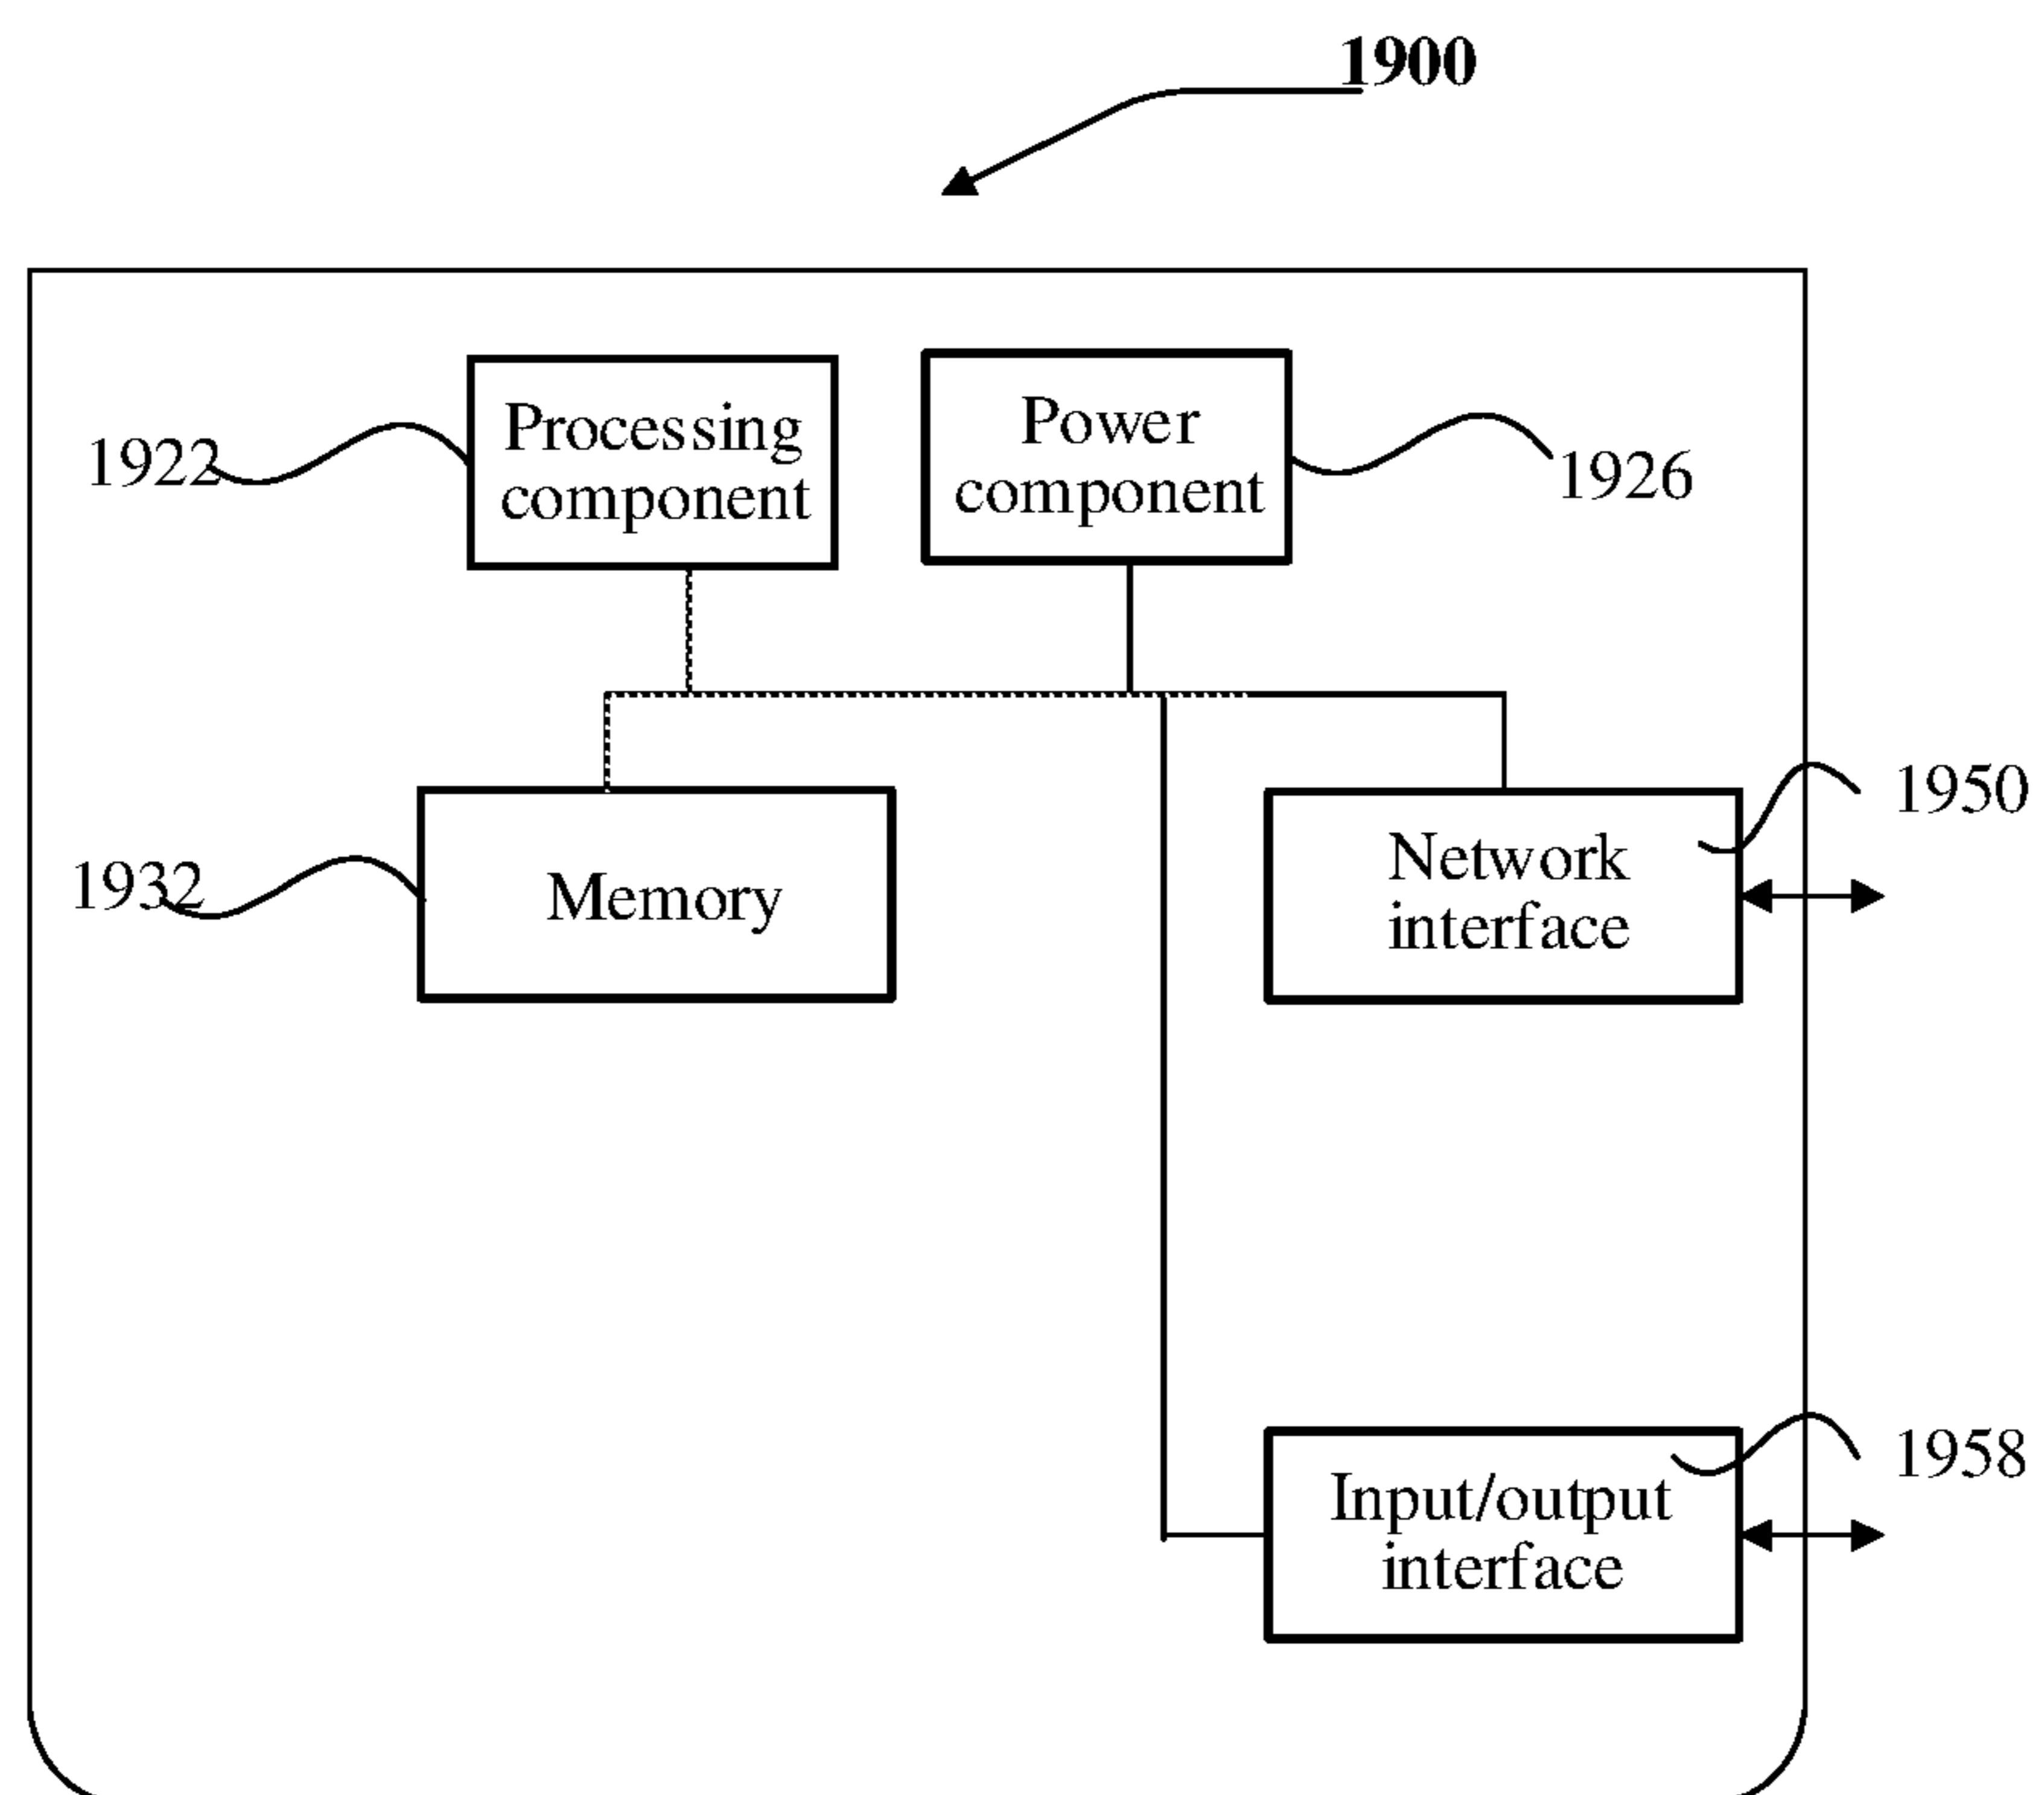 1900
Processing
component
Power
component
1922
1926
1950
Network
interface
1932
Memory
1958
Input/output
interface